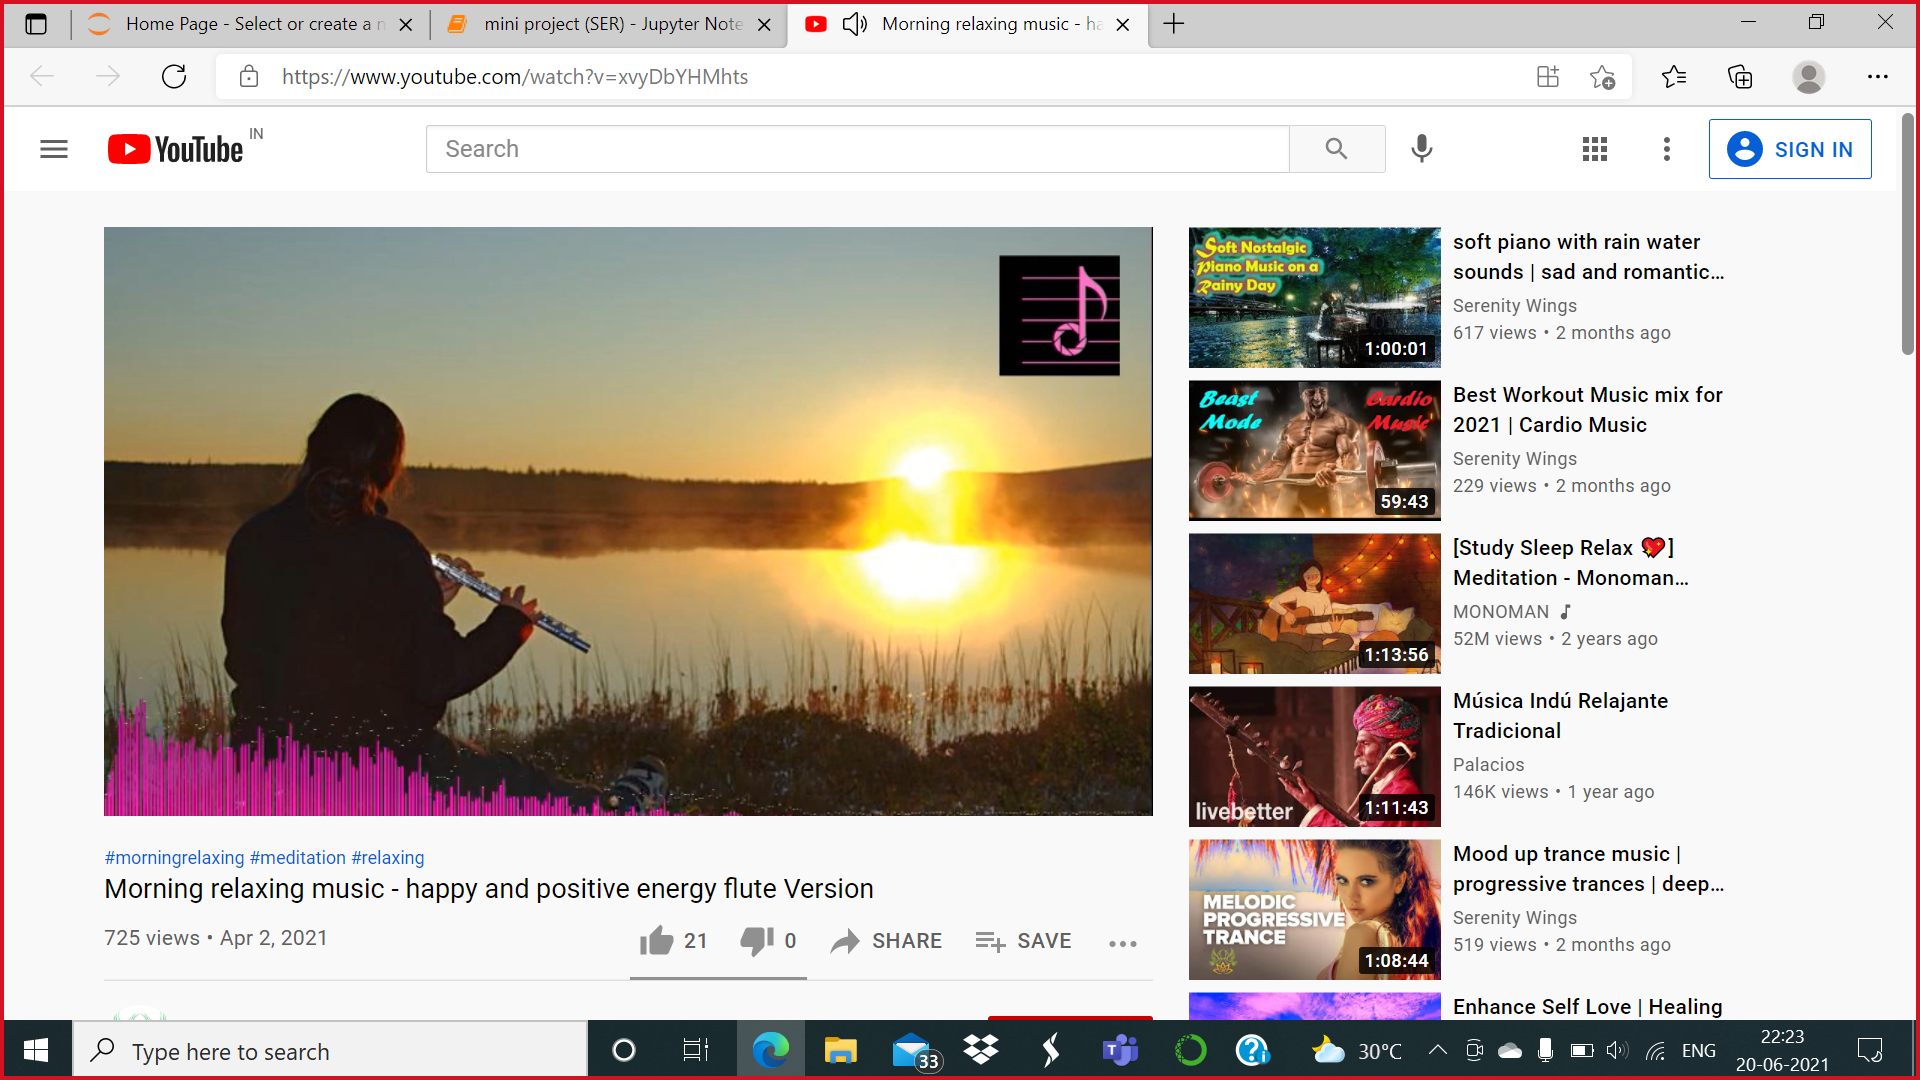 Home Page - Select or create a n
mini project (SER) - Jupyter Note
Morning relaxing music - ha
https://www.youtube.com/watch?v=xvyDbYHMhts
YouTube IN
Search
SIGN IN
Soft Nostalgic
Piano Music on a
Rainy Day
1:00:01
soft piano with rain water
sounds | sad and romantic...
Serenity Wings
617 views • 2 months ago
Beast
Mode
Cardio
Music
59:43
Best Workout Music mix for
2021 | Cardio Music
Serenity Wings
229 views • 2 months ago
1:13:56
[Study Sleep Relax 💖]
Meditation - Monoman...
MONOMAN ♪
52M views • 2 years ago
livebetter
1:11:43
Música Indú Relajante
Tradicional
Palacios
146K views • 1 year ago
MELODIC
PROGRESSIVE
TRANCE
1:08:44
Mood up trance music |
progressive trances | deep...
Serenity Wings
519 views • 2 months ago
Enhance Self Love | Healing
#morningrelaxing #meditation #relaxing
Morning relaxing music - happy and positive energy flute Version
725 views • Apr 2, 2021
21
0
SHARE
SAVE
Type here to search
33
30°C
ENG
22:23
20-06-2021